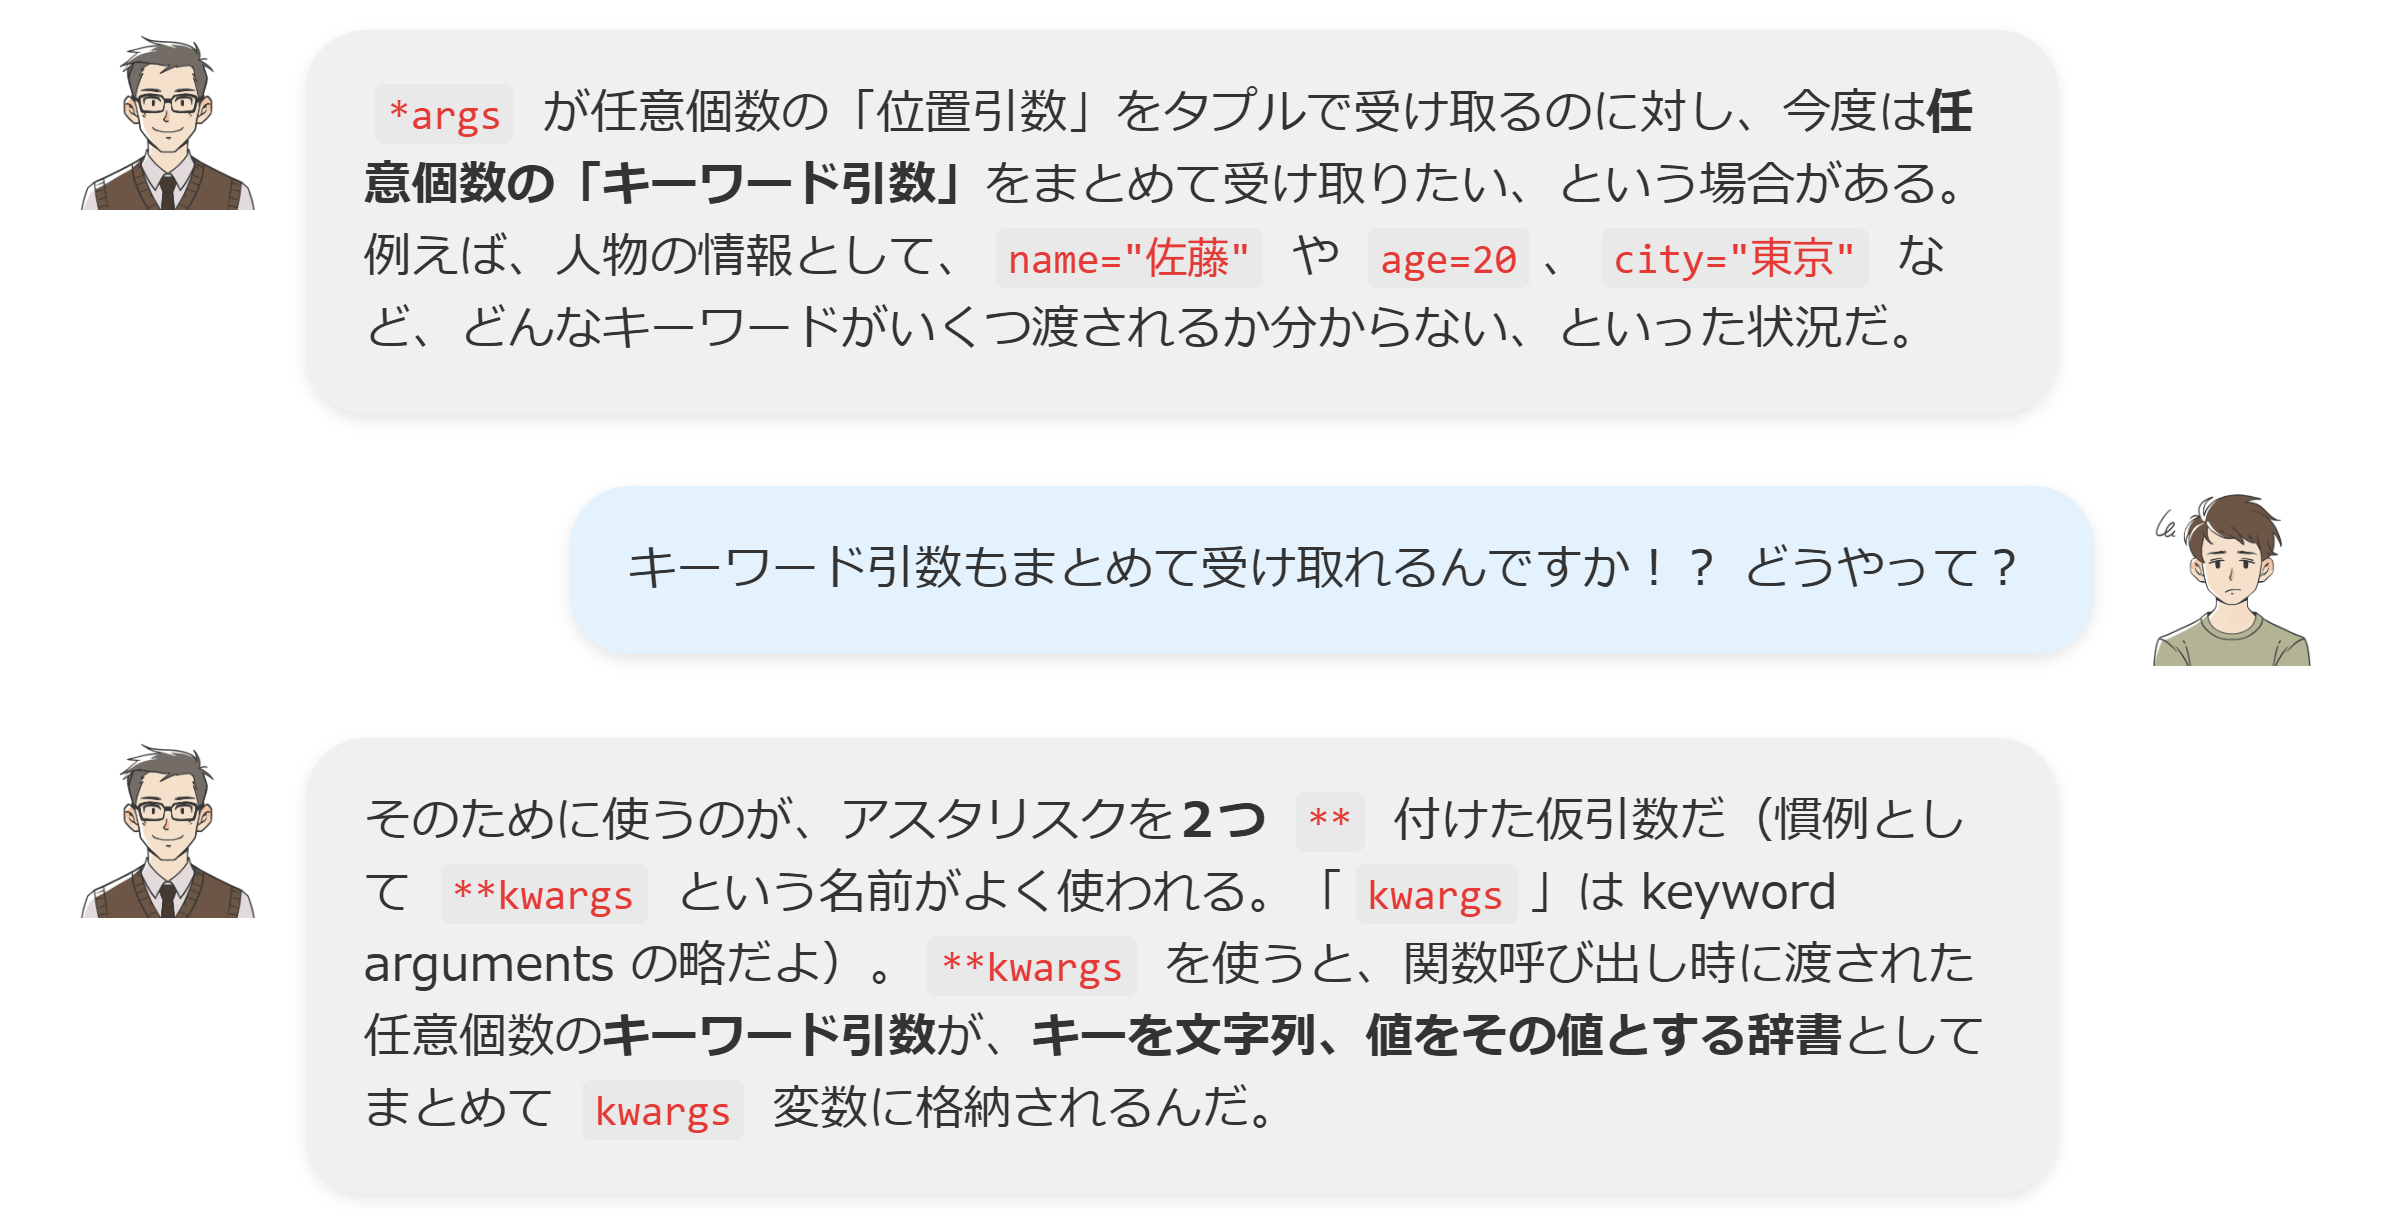 *args が任意個数の「位置引数」をタプルで受け取るのに対し、今度は任
意個数の「キーワード引数」をまとめて受け取りたい、という場合がある。
例えば、人物の情報として、 name="佐藤" や age=20 、 city="東京" な
ど、どんなキーワードがいくつ渡されるか分からない、といった状況だ。
キーワード引数もまとめて受け取れるんですか！？ どうやって？
そのために使うのが、アスタリスクを2つ ** 付けた仮引数だ（慣例とし
て **kwargs という名前がよく使われる。「 kwargs 」は keyword
arguments の略だよ）。 **kwargs を使うと、関数呼び出し時に渡された
任意個数のキーワード引数が、キーを文字列、値をその値とする辞書として
まとめて kwargs 変数に格納されるんだ。